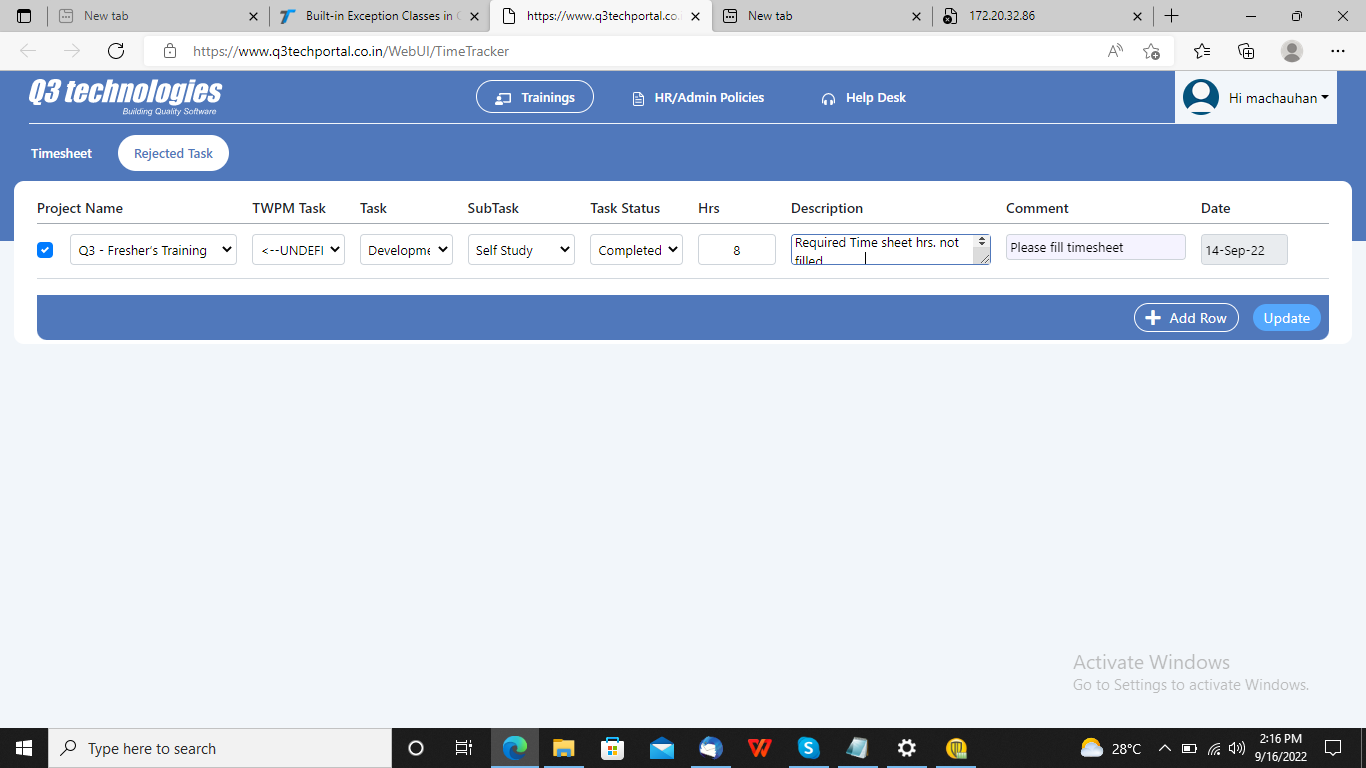 New tab
Built-in Exception Classes in
https://www.q3techportal.co.
New tab
172.20.32.86
https://www.q3techportal.co.in/WebUI/TimeTracker
Q3 technologies
Building Quality Software
Trainings
HR/Admin Policies
Help Desk
Hi machauhan
Timesheet
Rejected Task
Project Name TWPM Task Task SubTask Task Status Hrs Description Comment Date
Q3 - Fresher's Training <--UNDEFI Developme Self Study Completed 8 Required Time sheet hrs. not Please fill timesheet 14-Sep-22
filled
Add Row Update
Activate Windows
Go to Settings to activate Windows.
Type here to search
28°C
2:16 PM
9/16/2022